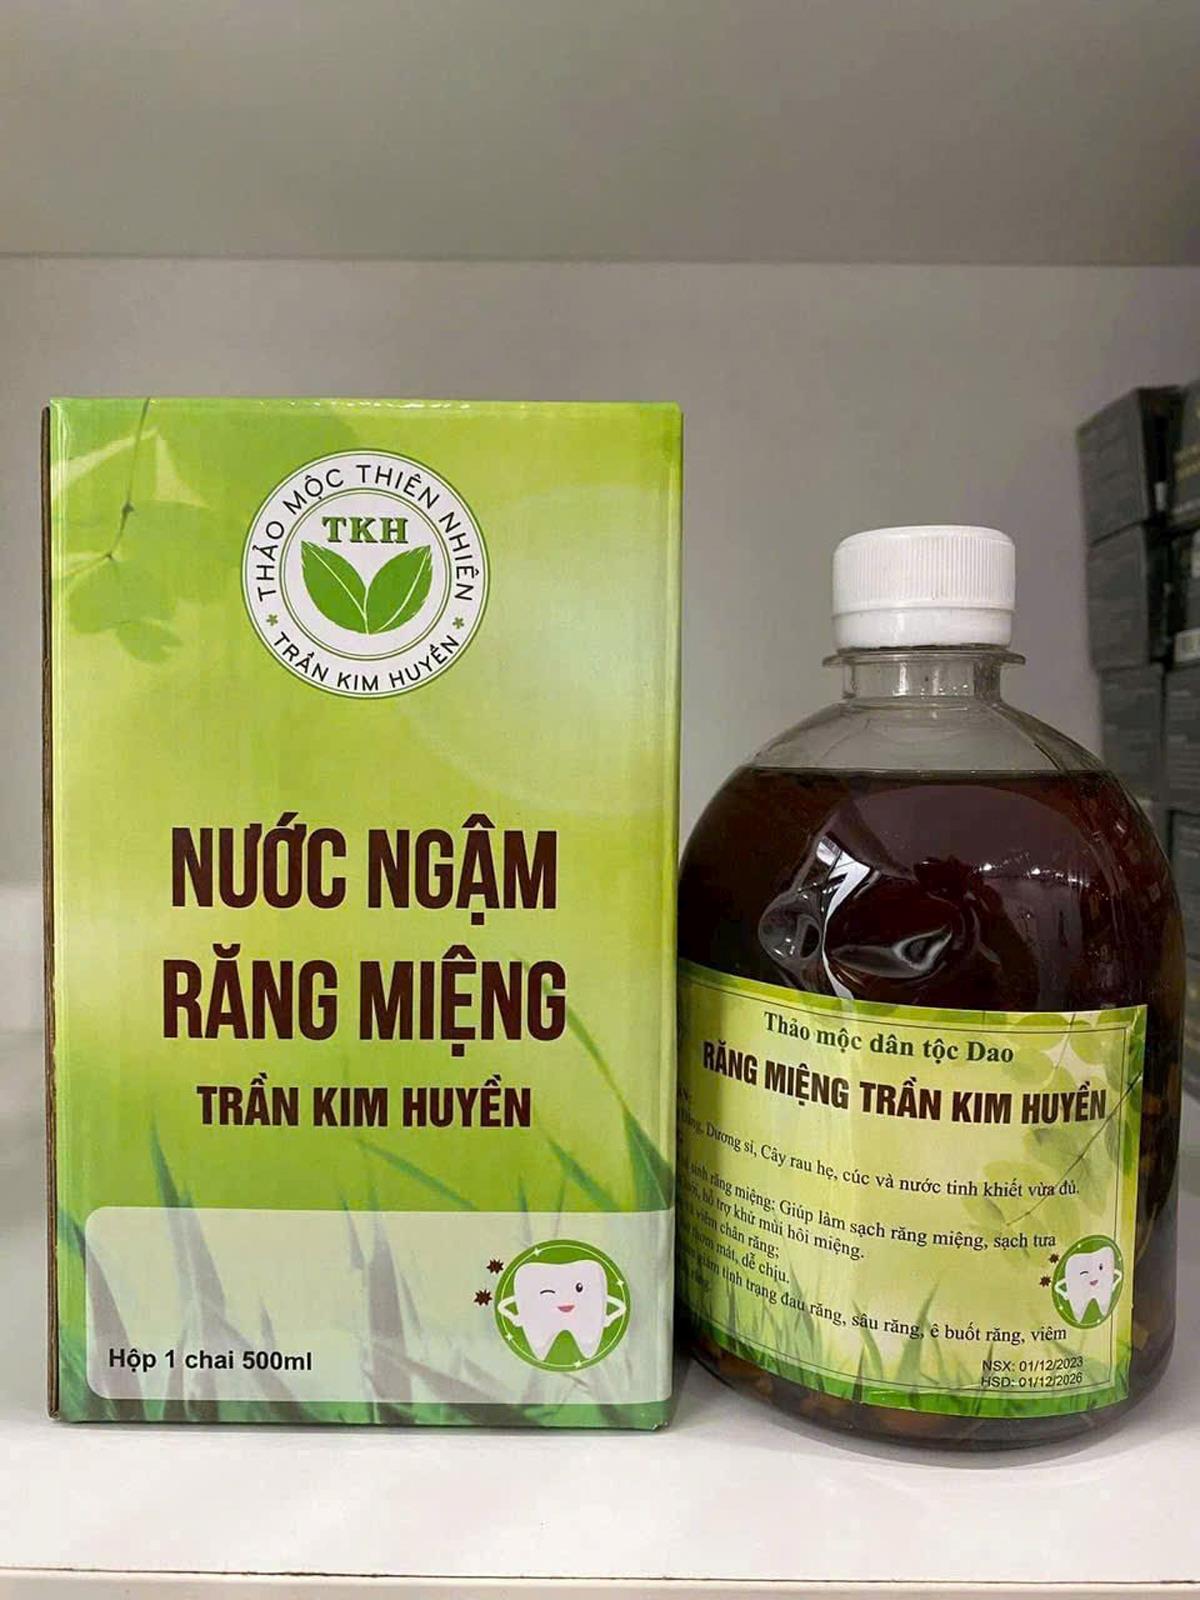 THẢO MỘC THIÊN NHIÊN
TKH
TRẦN KIM HUYỀN
NƯỚC NGẬM
RĂNG MIỆNG
TRẦN KIM HUYỀN
Hộp 1 chai 500ml
Thảo mộc dân tộc Dao
RĂNG MIỆNG TRẦN KIM HUYỀN
Dương sỉ, Cây rau hẹ, cúc và nước tinh khiết vừa đủ.
sinh răng miệng: Giúp làm sạch răng miệng, sạch tưa
hỗ trợ khử mùi hôi miệng.
viêm chân răng;
thơm mát, dễ chịu.
giảm tình trạng đau răng, sâu răng, ê buốt răng, viêm
NSX: 01/12/2023
HSD: 01/12/2026